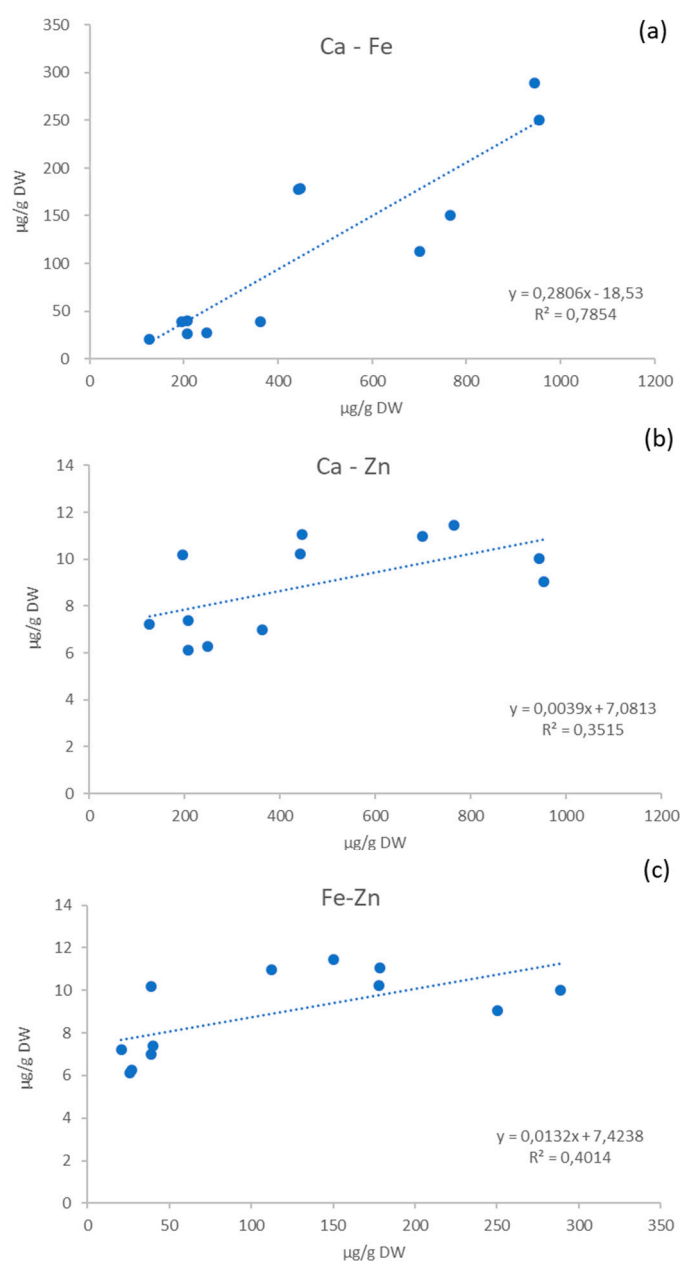 (a)
Ca - Fe
350
300
250
200
150
100
50
0
µg/g DW
y = 0,2806x - 18,53
R² = 0,7854
0 200 400 600 800 1000 1200
µg/g DW
(b)
Ca - Zn
14
12
10
8
6
4
2
0
µg/g DW
y = 0,0039x + 7,0813
R² = 0,3515
0 200 400 600 800 1000 1200
µg/g DW
(c)
Fe-Zn
14
12
10
8
6
4
2
0
µg/g DW
y = 0,0132x + 7,4238
R² = 0,4014
0 50 100 150 200 250 300 350
µg/g DW